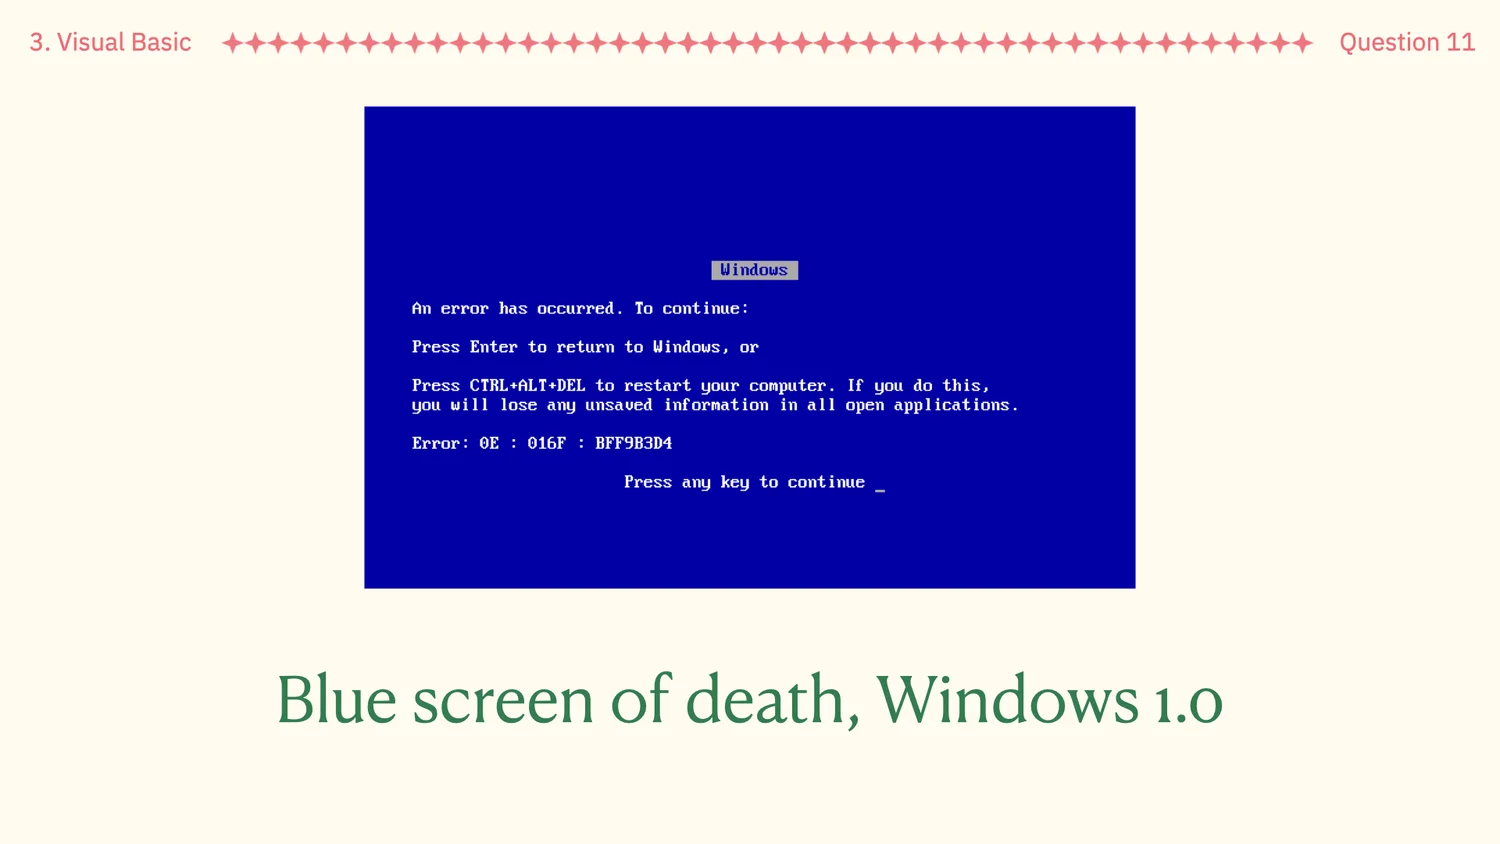 3. Visual Basic
Question 11
Windows
An error has occurred. To continue:
Press Enter to return to Windows, or
Press CTRL+ALT+DEL to restart your computer. If you do this,
you will lose any unsaved information in all open applications.
Error: 0E : 016F : BFF9B3D4
Press any key to continue _
Blue screen of death, Windows 1.0